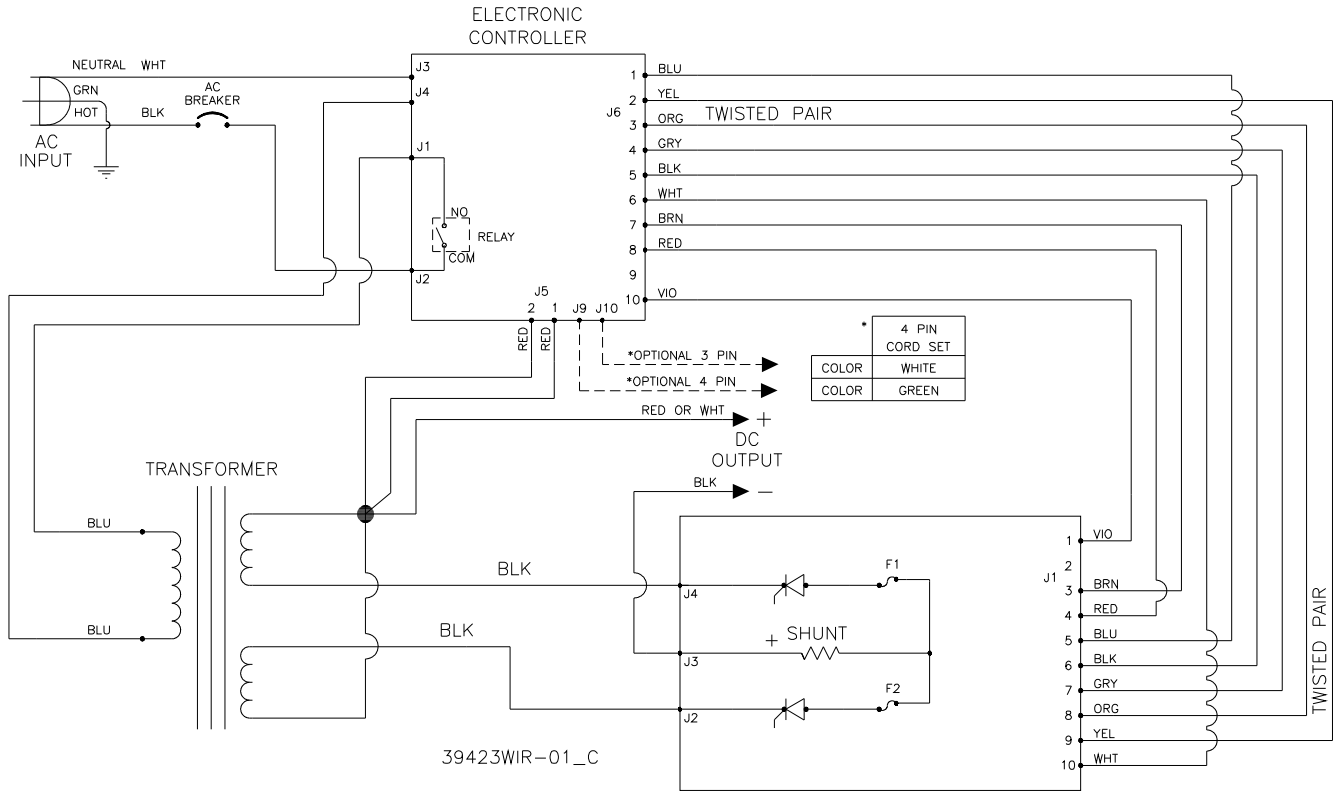 ELECTRONIC
CONTROLLER
NEUTRAL WHT
GRN
HOT
BLK
AC
BREAKER
AC
INPUT
J3
J4
J1
J2
NO
RELAY
COM
J6
1 BLU
2 YEL
TWISTED PAIR
3 ORG
4 GRY
5 BLK
6 WHT
7 BRN
8 RED
9
10 VIO
J5
2 1 J9 J10
RED RED
*OPTIONAL 3 PIN
*OPTIONAL 4 PIN
* 4 PIN
CORD SET
COLOR WHITE
COLOR GREEN
RED OR WHT +
DC
OUTPUT
BLK −
TRANSFORMER
BLU
BLU
BLK
BLK
J4
J3
J2
F1
+ SHUNT
F2
J1
1 VIO
2
3 BRN
4 RED
5 BLU
6 BLK
7 GRY
8 ORG
9 YEL
10 WHT
TWISTED PAIR
39423WIR-01_C